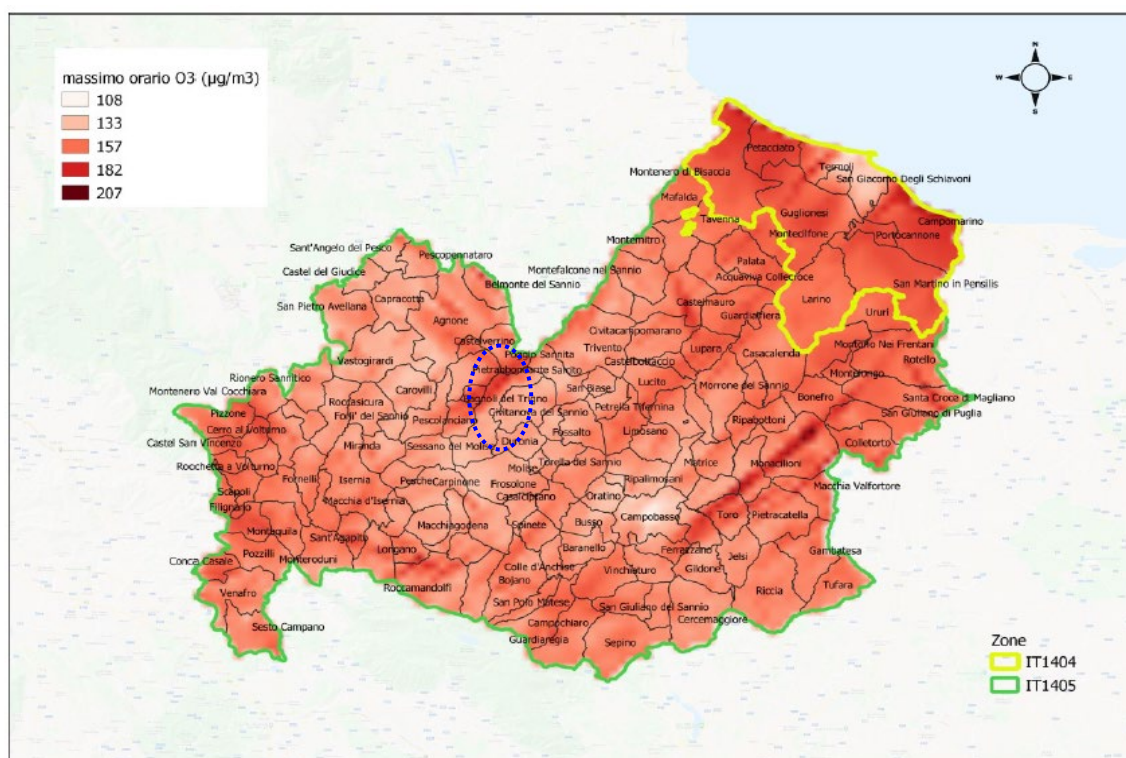 N
W
E
S
massimo orario O3 (µg/m3)
108
133
157
182
207
Petacciato
Termoli
Montenero di Bisaccia
San Giacomo Degli Schiavoni
Mafalda
Guglionesi
Campomarino
Tavenna
Montecilfone
Portocannone
Sant'Angelo del Pesco
Montemitro
Pescopennataro
Palata
Castel del Giudice
Montefalcone nel Sannio
Acquaviva Collecroce
Belmonte del Sannio
San Martino in Pensilis
Capracotta
San Pietro Avellana
Castelmauro
Larino
Agnone
Guardialfiera
Ururi
Civitacampomarano
Castelverrino
Montorio Nei Frentani
Trivento
Lupara
Poggio Sannita
Casacalenda
Rotello
Vastogirardi
Castelbottaccio
Pietrabbondante
Salcito
Montelongo
Rionero Sannitico
San Biase
Lucito
Morrone del Sannio
Montenero Val Cocchiara
Carovilli
Bonefro
Santa Croce di Magliano
Roccasicura
Bagnoli del Trigno
Pizzone
Petrella Tifernina
San Giuliano di Puglia
Forli' del Sannio
Pescolanciano
Civitanova del Sannio
Ripabottoni
Cerro al Volturno
Fossalto
Limosano
Castel San Vincenzo
Miranda
Sessano del Molise
Duronia
Colletorto
Rocchetta a Volturno
Torella del Sannio
Matrice
Monacilioni
Molise
Fornelli
Isernia
Pesche
Carpinone
Frosolone
Ripalimosani
Macchia Valfortore
Scapoli
Macchia d'Isernia
Casalciprano
Oratino
Filignano
Campobasso
Toro
Pietracatella
Macchiagodena
Spinete
Busso
Montaquila
Sant'Agapito
Longano
Baranello
Ferrazzano
Jelsi
Gambatesa
Conca Casale
Pozzilli
Monteroduni
Colle d'Anchise
Vinchiaturo
Gildone
Bojano
Roccamandolfi
Riccia
Tufara
Venafro
San Polo Matese
San Giuliano del Sannio
Sesto Campano
Campochiaro
Cercemaggiore
Guardiaregia
Sepino
Zone
IT1404
IT1405